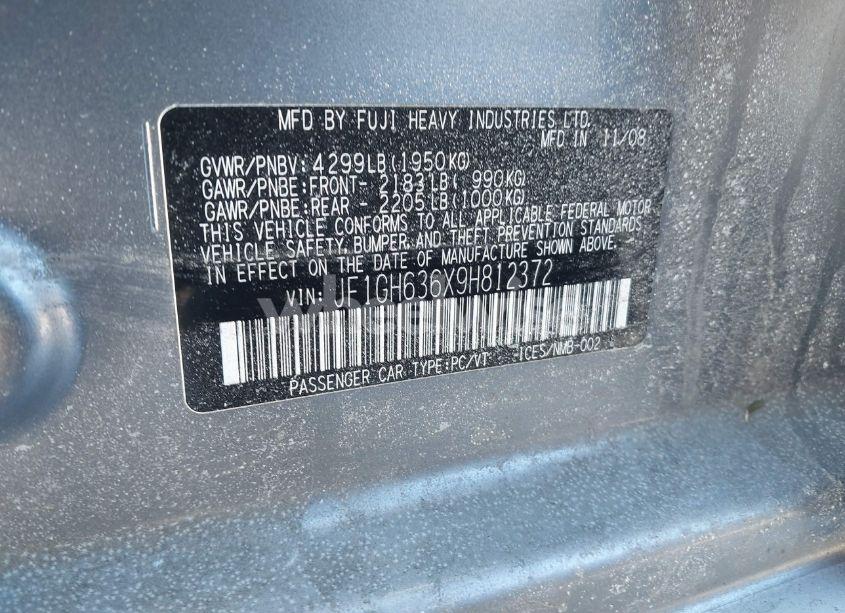 MFD BY FUJI HEAVY INDUSTRIES LTD.
MFD IN 11/08
GVWR/PNBV: 4299LB(1950KG)
GAWR/PNBE:FRONT- 2183LB( 990KG)
GAWR/PNBE:REAR - 2205LB(1000KG)
THIS VEHICLE CONFORMS TO ALL APPLICABLE FEDERAL MOTOR
VEHICLE SAFETY, BUMPER, AND THEFT PREVENTION STANDARDS
IN EFFECT ON THE DATE OF MANUFACTURE SHOWN ABOVE.
VIN: JF1GH636X9H812372
PASSENGER CAR TYPE:PC/VT -ICES/NMB-002